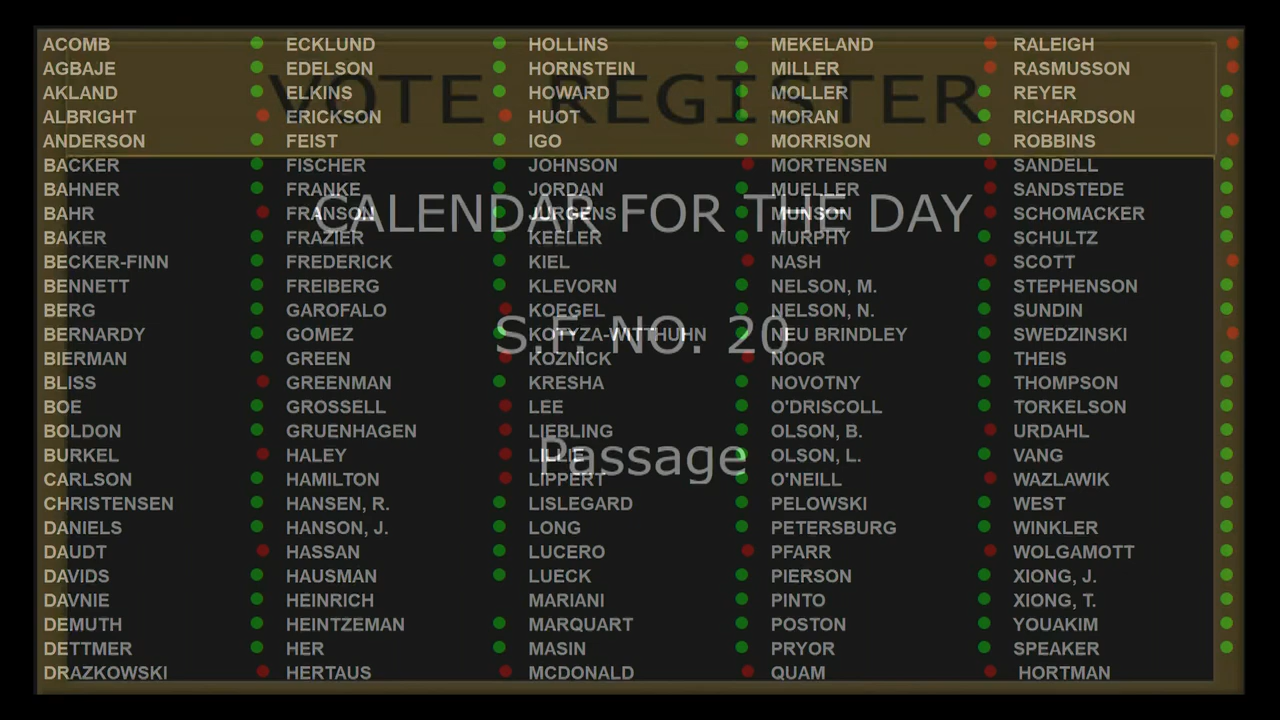 VOTE REGISTER
CALENDAR FOR THE DAY
S.F. NO. 20
Passage
ACOMB ECKLUND HOLLINS MEKELAND RALEIGH
AGBAJE EDELSON HORNSTEIN MILLER RASMUSSON
AKLAND ELKINS HOWARD MOLLER REYER
ALBRIGHT ERICKSON HUOT MORAN RICHARDSON
ANDERSON FEIST IGO MORRISON ROBBINS
BACKER FISCHER JOHNSON MORTENSEN SANDELL
BAHNER FRANKE JORDAN MUELLER SANDSTEDE
BAHR FRANSON JURGENS MUNSON SCHOMACKER
BAKER FRAZIER KEELER MURPHY SCHULTZ
BECKER-FINN FREDERICK KIEL NASH SCOTT
BENNETT FREIBERG KLEVORN NELSON, M. STEPHENSON
BERG GAROFALO KOEGEL NELSON, N. SUNDIN
BERNARDY GOMEZ KOTYZA-WITTHUHN NEU BRINDLEY SWEDZINSKI
BIERMAN GREEN KOZNICK NOOR THEIS
BLISS GREENMAN KRESHA NOVOTNY THOMPSON
BOE GROSSELL LEE O'DRISCOLL TORKELSON
BOLDON GRUENHAGEN LIEBLING OLSON, B. URDAHL
BURKEL HALEY LILLIE OLSON, L. VANG
CARLSON HAMILTON LIPPERT O'NEILL WAZLAWIK
CHRISTENSEN HANSEN, R. LISLEGARD PELOWSKI WEST
DANIELS HANSON, J. LONG PETERSBURG WINKLER
DAUDT HASSAN LUCERO PFARR WOLGAMOTT
DAVIDS HAUSMAN LUECK PIERSON XIONG, J.
DAVNIE HEINRICH MARIANI PINTO XIONG, T.
DEMUTH HEINTZEMAN MARQUART POSTON YOUAKIM
DETTMER HER MASIN PRYOR SPEAKER
DRAZKOWSKI HERTAUS MCDONALD QUAM HORTMAN